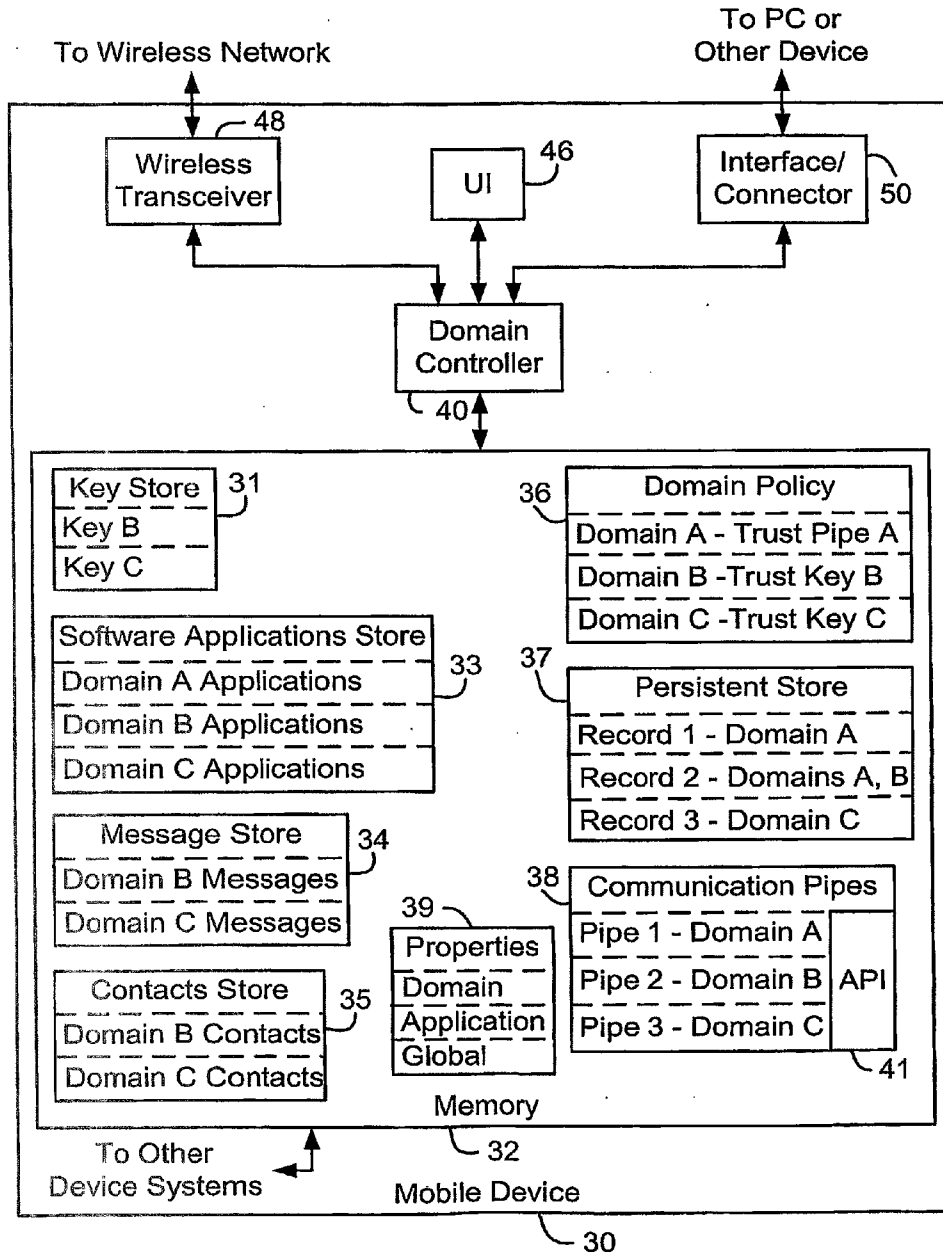 To Wireless Network
To PC or
Other Device
48
Wireless
Transceiver
46
UI
Interface/
Connector
50
Domain
Controller
40
Key Store
Key B
Key C
31
36
Domain Policy
Domain A - Trust Pipe A
Domain B -Trust Key B
Domain C -Trust Key C
Software Applications Store
Domain A Applications
Domain B Applications
Domain C Applications
33
37
Persistent Store
Record 1 - Domain A
Record 2 - Domains A, B
Record 3 - Domain C
Message Store
Domain B Messages
Domain C Messages
34
38
Communication Pipes
Pipe 1 - Domain A
Pipe 2 - Domain B
Pipe 3 - Domain C
API
41
39
Properties
Domain
Application
Global
Contacts Store
Domain B Contacts
Domain C Contacts
35
Memory
32
To Other
Device Systems
Mobile Device
30